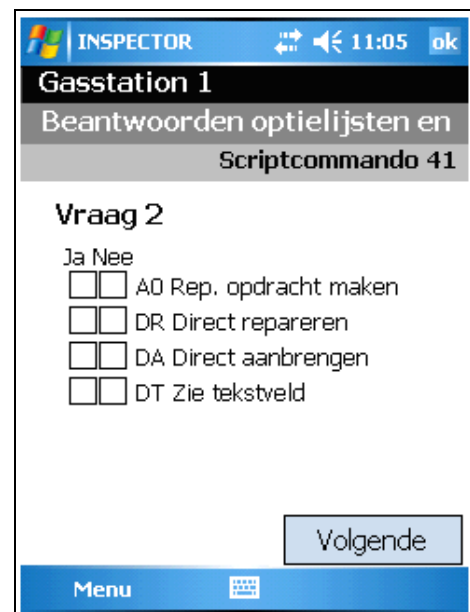 INSPECTOR 11:05 ok
Gasstation 1
Beantwoorden optielijsten en
Scriptcommando 41
Vraag 2
Ja Nee
A0 Rep. opdracht maken
DR Direct repareren
DA Direct aanbrengen
DT Zie tekstveld
Volgende
Menu